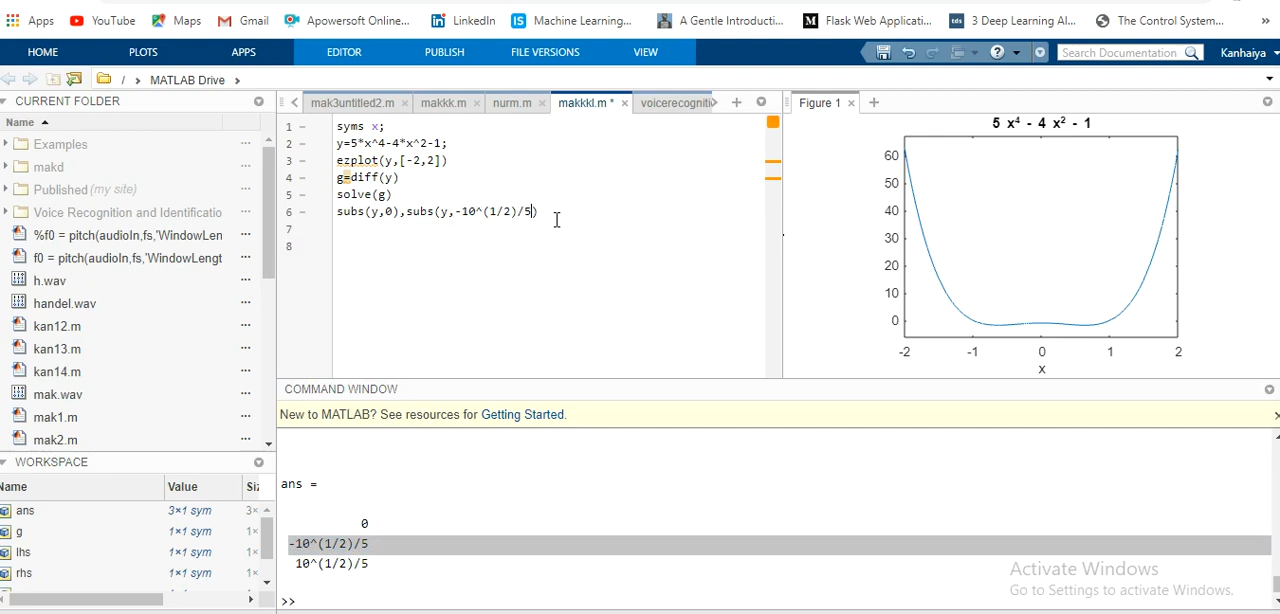 Apps YouTube Maps Gmail Apowersoft Online... LinkedIn Machine Learning... A Gentle Introducti... Flask Web Applicati... 3 Deep Learning Al... The Control System... »
HOME PLOTS APPS EDITOR PUBLISH FILE VERSIONS VIEW Search Documentation Kanhaiya
/ MATLAB Drive
CURRENT FOLDER
Name
Examples
makd
Published (my site)
Voice Recognition and Identificatio
%f0 = pitch(audioIn,fs,'WindowLen
f0 = pitch(audioIn,fs,'WindowLengt
h.wav
handel.wav
kan12.m
kan13.m
kan14.m
mak.wav
mak1.m
mak2.m
WORKSPACE
Name Value Siz
ans 3×1 sym 3×
g 1×1 sym 1×
lhs 1×1 sym 1×
rhs 1×1 sym 1×
mak3untitled2.m makkk.m nurm.m makkkl.m * voicerecogniti
1 syms x;
2 y=5*x^4-4*x^2-1;
3 ezplot(y,[-2,2])
4 g=diff(y)
5 solve(g)
6 subs(y,0),subs(y,-10^(1/2)/5)
7
8
Figure 1
5 x⁴ - 4 x² - 1
60
50
40
30
20
10
0
-2 -1 0 1 2
x
COMMAND WINDOW
New to MATLAB? See resources for Getting Started.
ans =
0
-10^(1/2)/5
10^(1/2)/5
>>
Activate Windows
Go to Settings to activate Windows.